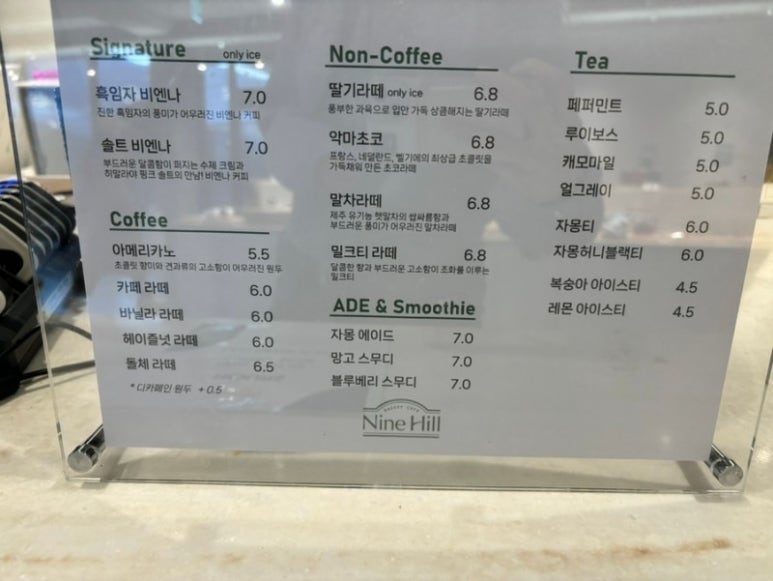 Signature only ice
흑임자 비엔나 7.0
진한 흑임자의 풍미가 어우러진 비엔나 커피
솔트 비엔나 7.0
부드러운 달콤함이 퍼지는 수제 크림과
히말라야 핑크 솔트의 만남! 비엔나 커피
Coffee
아메리카노 5.5
초콜릿 향미와 견과류의 고소함이 어우러진 원두
카페 라떼 6.0
바닐라 라떼 6.0
헤이즐넛 라떼 6.0
돌체 라떼 6.5
*디카페인 원두 +0.5
Non-Coffee
딸기라떼 only ice 6.8
풍부한 과육으로 입안 가득 상큼해지는 딸기라떼
악마초코 6.8
프랑스, 네덜란드, 벨기에의 최상급 초콜릿을
가득채워 만든 초코라떼
말차라떼 6.8
제주 유기농 햇말차의 쌉싸름함과
부드러운 풍미가 어우러진 말차라떼
밀크티 라떼 6.8
달콤한 향과 부드러운 고소함이 조화를 이루는
밀크티
ADE & Smoothie
자몽 에이드 7.0
망고 스무디 7.0
블루베리 스무디 7.0
BAKERY CAFE
Nine Hill
Tea
페퍼민트 5.0
루이보스 5.0
캐모마일 5.0
얼그레이 5.0
자몽티 6.0
자몽허니블랙티 6.0
복숭아 아이스티 4.5
레몬 아이스티 4.5